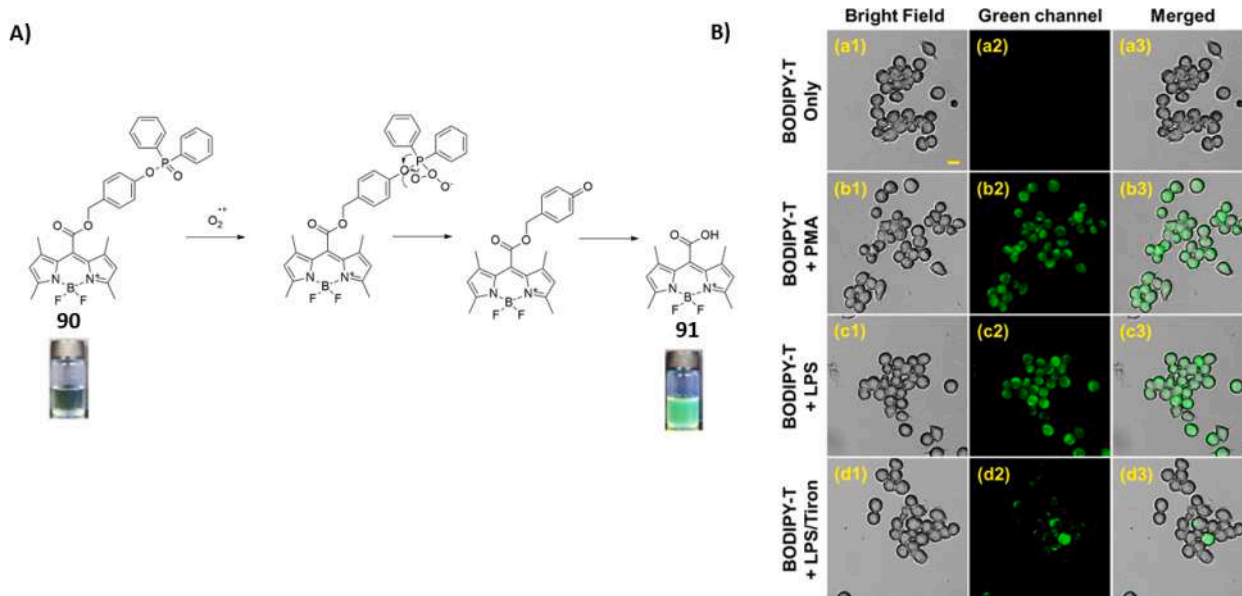 A)
B)
Bright Field
Green channel
Merged
BODIPY-T
Only
(a1)
(a2)
(a3)
BODIPY-T
+ PMA
(b1)
(b2)
(b3)
BODIPY-T
+ LPS
(c1)
(c2)
(c3)
BODIPY-T
+ LPS/Tiron
(d1)
(d2)
(d3)
O
P
O
O
O
N
N+
B
F
F
90
O2
P
O
O
O
O-
O
O
N
N+
B
F
F
O
O
O
N
N+
B
F
F
O
OH
N
N+
B
F
F
91